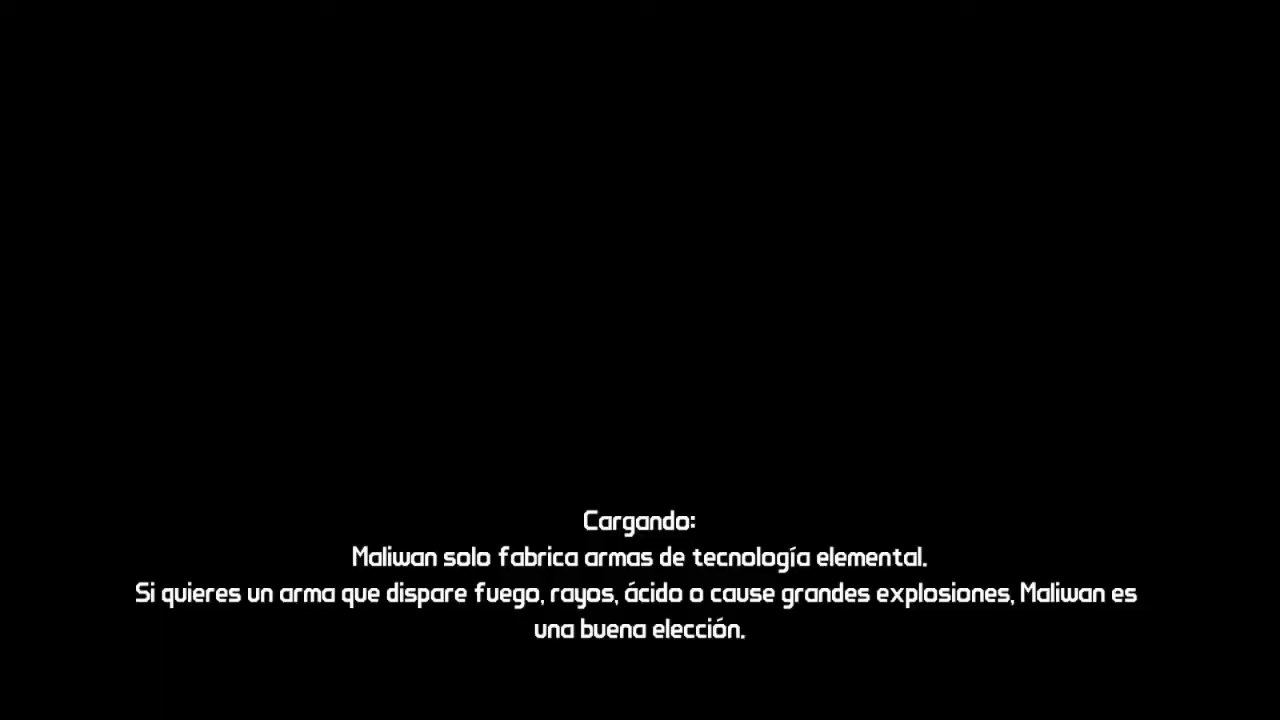 Cargando:
Maliwan solo fabrica armas de tecnología elemental.
Si quieres un arma que dispare fuego, rayos, ácido o cause grandes explosiones, Maliwan es
una buena elección.